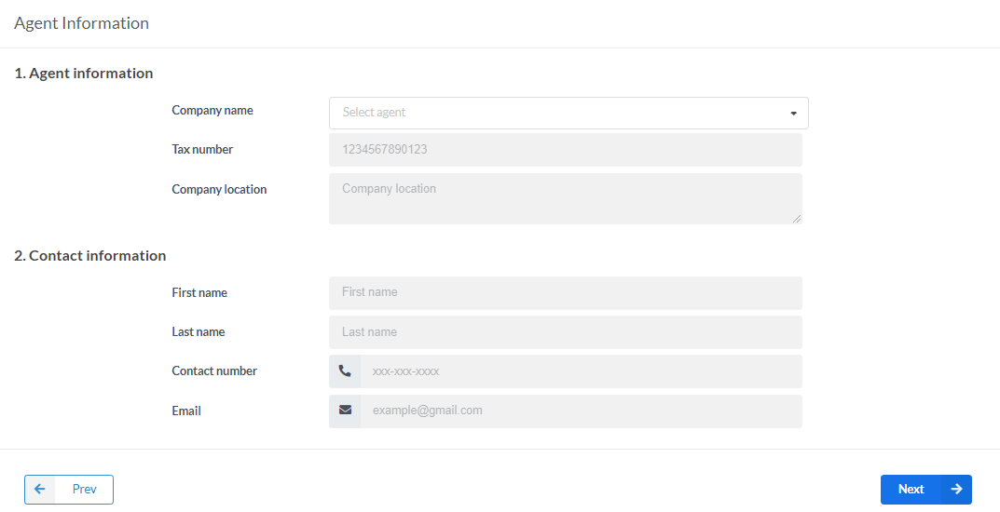 Agent Information
1. Agent information
Company name
Select agent
Tax number
1234567890123
Company location
Company location
2. Contact information
First name
First name
Last name
Last name
Contact number
xxx-xxx-xxxx
Email
example@gmail.com
Prev
Next